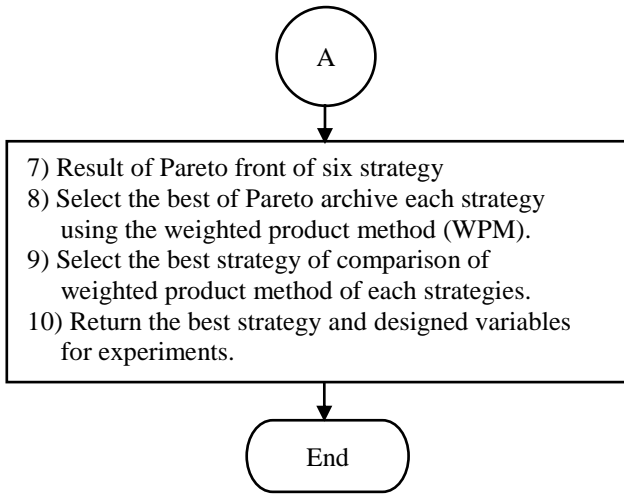 A
7) Result of Pareto front of six strategy
8) Select the best of Pareto archive each strategy
using the weighted product method (WPM).
9) Select the best strategy of comparison of
weighted product method of each strategies.
10) Return the best strategy and designed variables
for experiments.
End